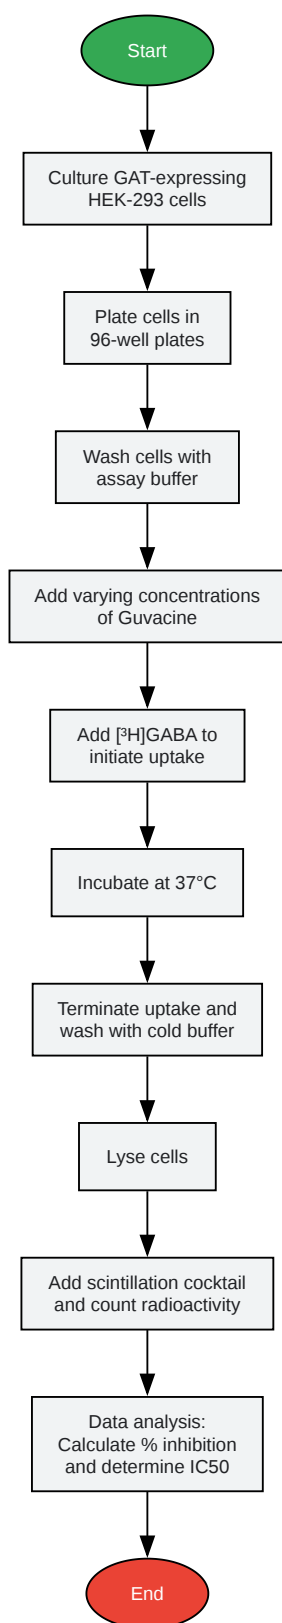 Start
Culture GAT-expressing
HEK-293 cells
Plate cells in
96-well plates
Wash cells with
assay buffer
Add varying concentrations
of Guvacine
Add [³H]GABA to
initiate uptake
Incubate at 37°C
Terminate uptake and
wash with cold buffer
Lyse cells
Add scintillation cocktail
and count radioactivity
Data analysis:
Calculate % inhibition
and determine IC50
End